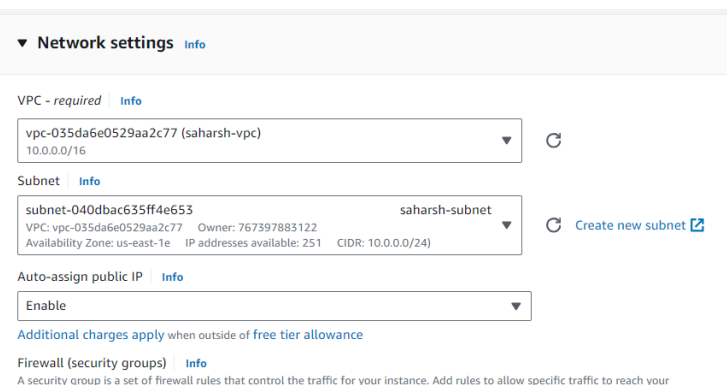 Network settings Info
VPC - required Info
vpc-035da6e0529aa2c77 (saharsh-vpc)
10.0.0.0/16
Subnet Info
subnet-040dbac635ff4e653 saharsh-subnet
VPC: vpc-035da6e0529aa2c77 Owner: 767397883122
Availability Zone: us-east-1e IP addresses available: 251 CIDR: 10.0.0.0/24)
Create new subnet
Auto-assign public IP Info
Enable
Additional charges apply when outside of free tier allowance
Firewall (security groups) Info
A security group is a set of firewall rules that control the traffic for your instance. Add rules to allow specific traffic to reach your